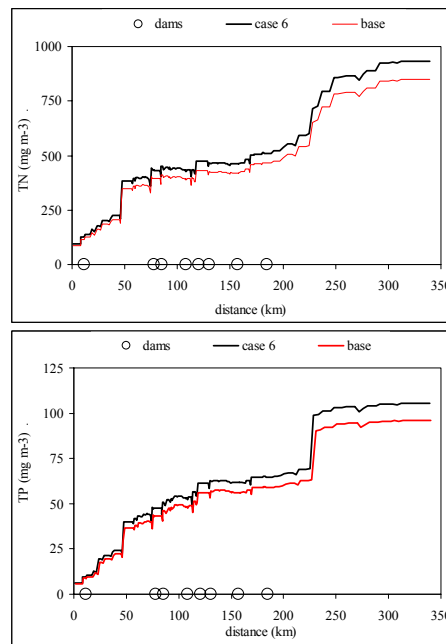 dams case 6 base
1000
750
500
250
0
TN (mg m-3) .
0 50 100 150 200 250 300 350
distance (km)
dams case 6 base
125
100
75
50
25
0
TP (mg m-3) .
0 50 100 150 200 250 300 350
distance (km)